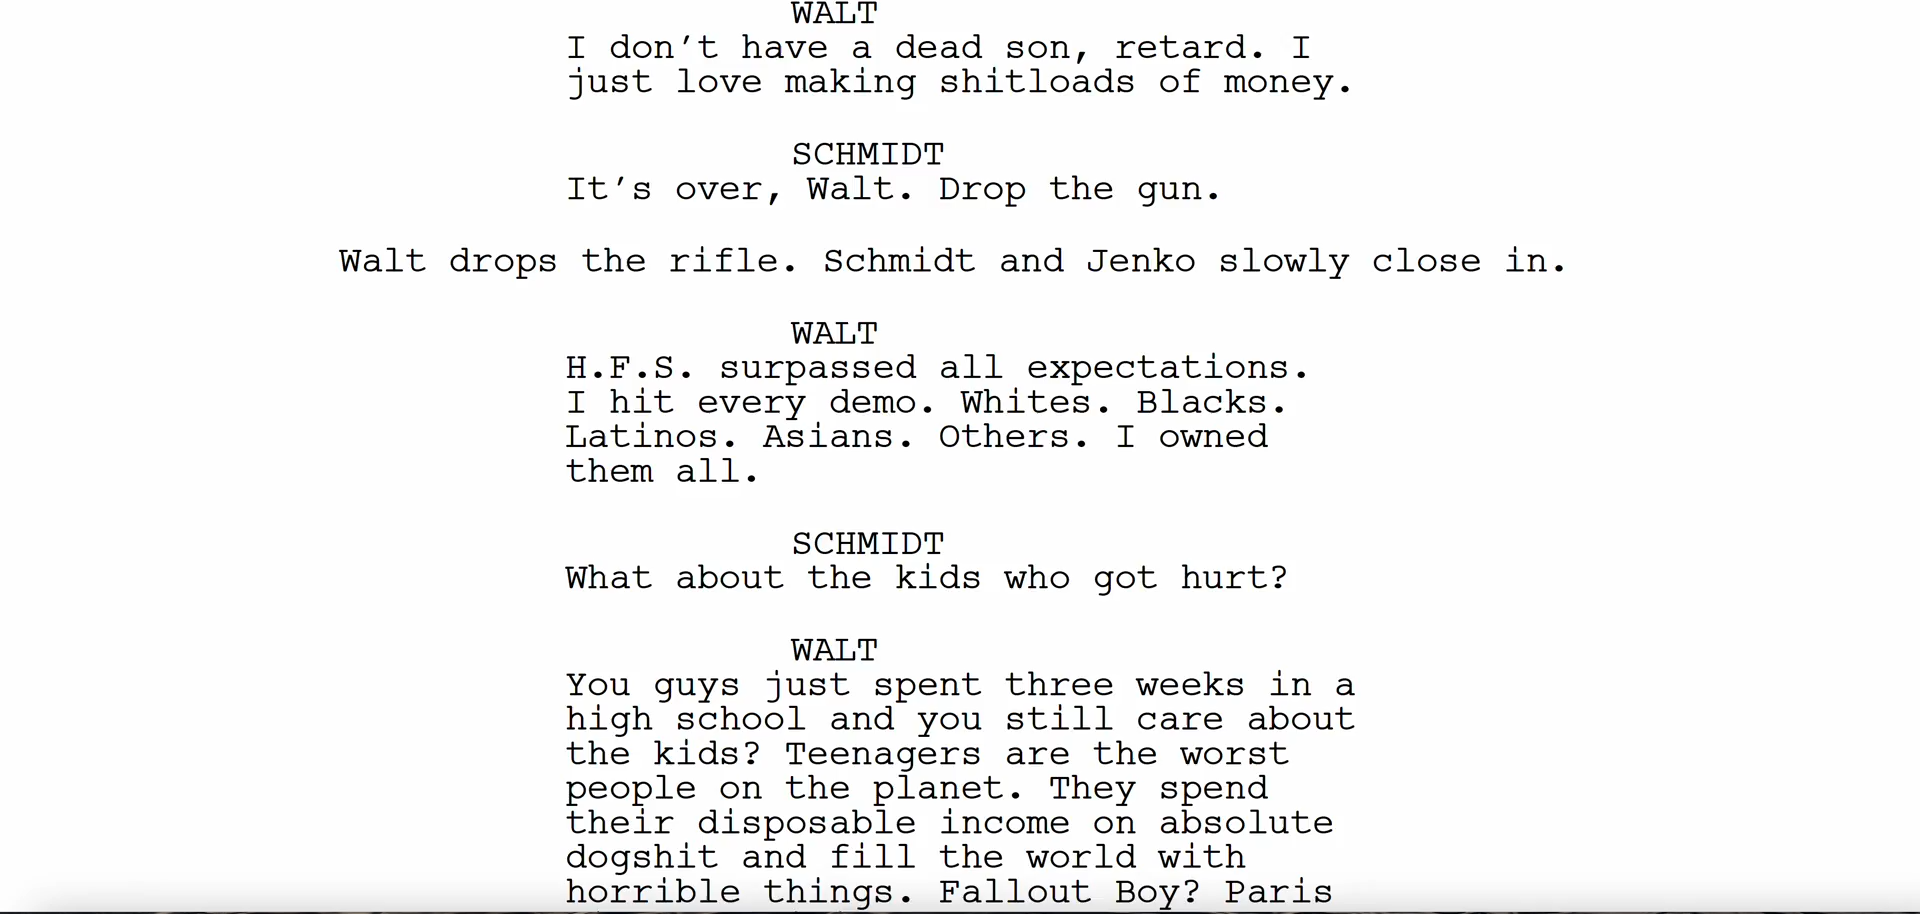 WALT
I don’t have a dead son, retard. I
just love making shitloads of money.
SCHMIDT
It’s over, Walt. Drop the gun.
Walt drops the rifle. Schmidt and Jenko slowly close in.
WALT
H.F.S. surpassed all expectations.
I hit every demo. Whites. Blacks.
Latinos. Asians. Others. I owned
them all.
SCHMIDT
What about the kids who got hurt?
WALT
You guys just spent three weeks in a
high school and you still care about
the kids? Teenagers are the worst
people on the planet. They spend
their disposable income on absolute
dogshit and fill the world with
horrible things. Fallout Boy? Paris